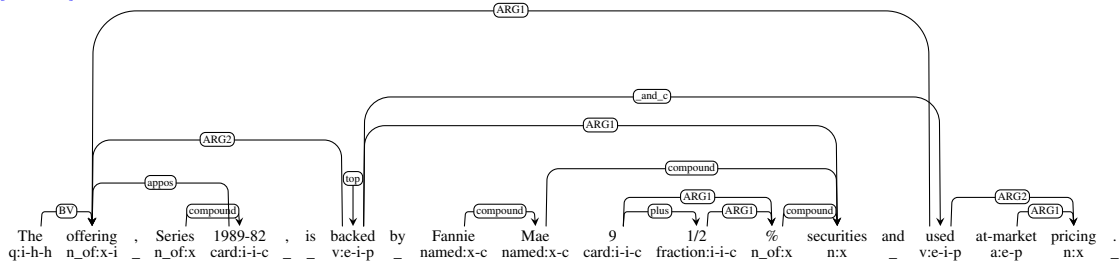 ARG1
_and_c
ARG2 ARG1
appos top compound
BV compound compound ARG1 plus ARG1 compound ARG2 ARG1
The offering , Series 1989-82 , is backed by Fannie Mae 9 1/2 % securities and used at-market pricing .
q:i-h-h n_of:x-i _ n_of:x card:i-i-c _ _ v:e-i-p _ named:x-c named:x-c card:i-i-c fraction:i-i-c n_of:x n:x _ v:e-i-p a:e-p n:x _